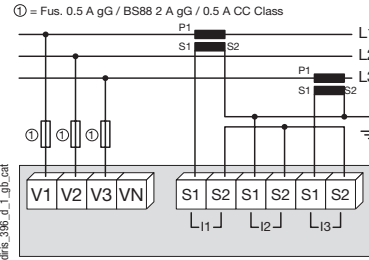 ① = Fus. 0.5 A gG / BS88 2 A gG / 0.5 A CC Class
P1
L1
S1 S2
L2
P1
L3
S1 S2
① ① ①
V1 V2 V3 VN S1 S2 S1 S2 S1 S2
I1 I2 I3
diris_396_d_1_gb_cat